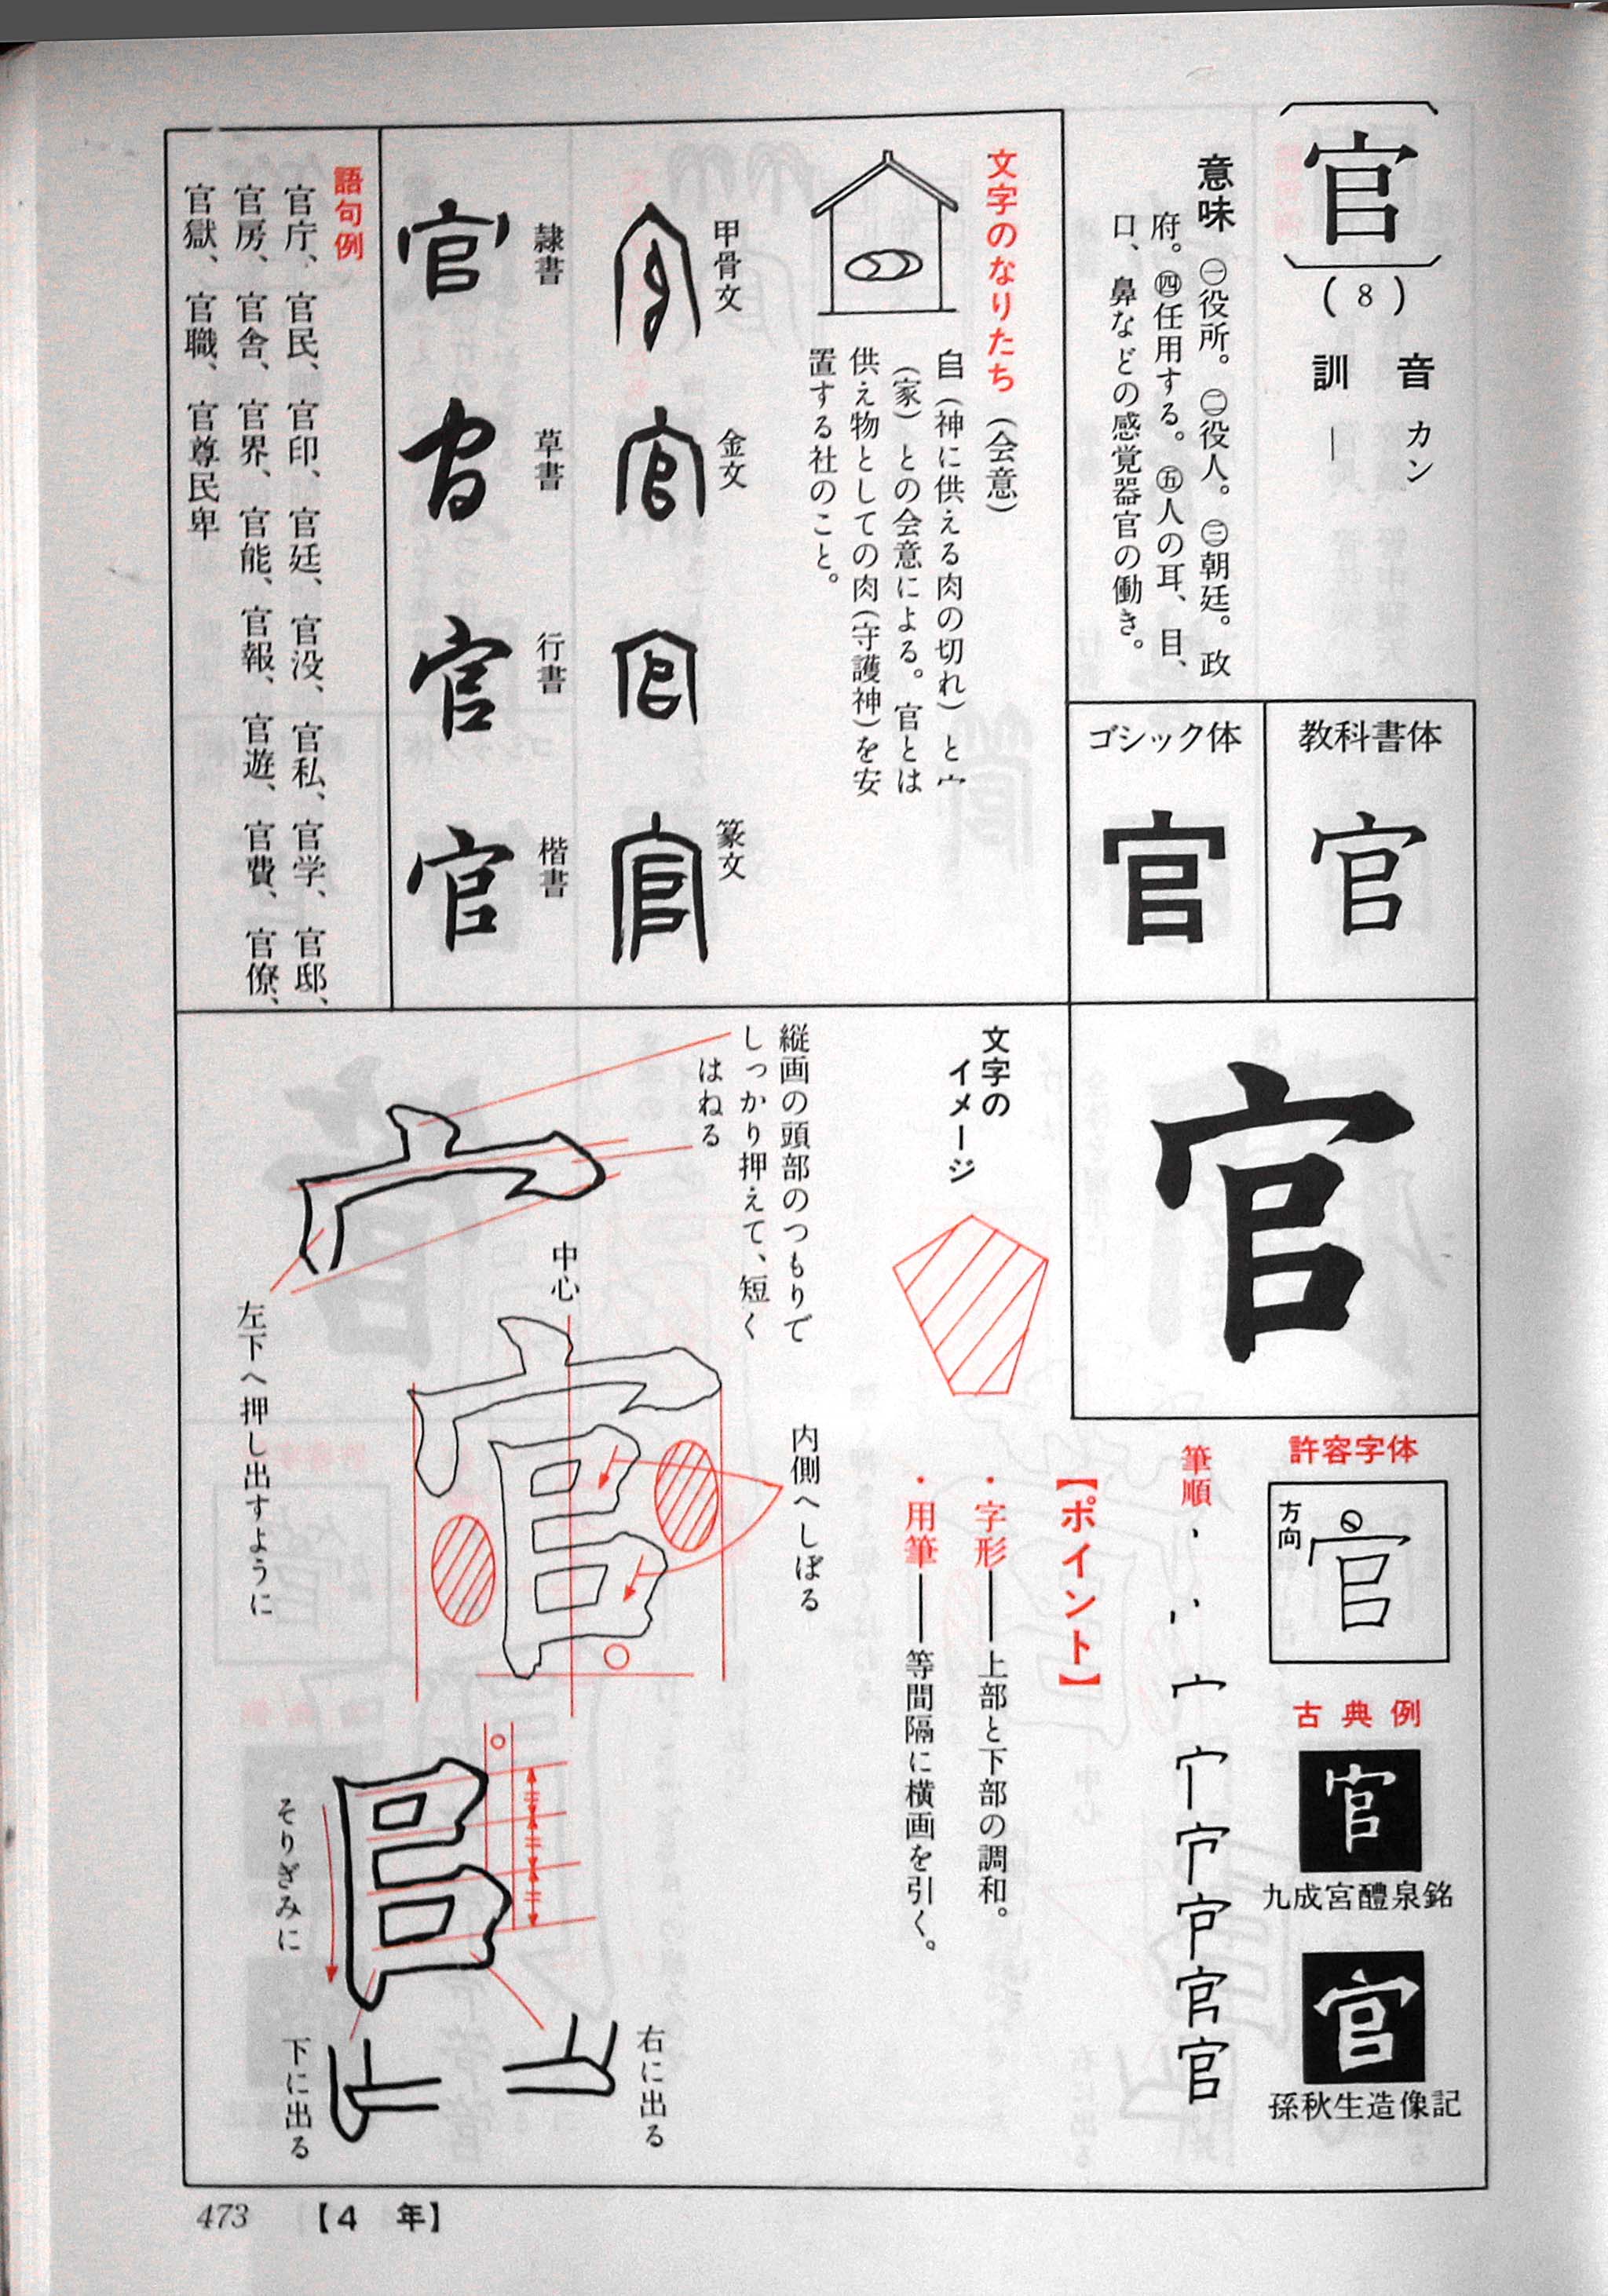 官
(8)
音 カン
訓 ―
意味 ㊀役所。㊁役人。㊂朝廷。政
府。㊃任用する。㊄人の耳、目、
口、鼻などの感覚器官の働き。
教科書体
官
ゴシック体
官
文字のなりたち (会意)
𠂤(神に供える肉の切れ)と宀
(家)との会意による。官とは
供え物としての肉(守護神)を安
置する社のこと。
甲骨文
金文
篆文
隷書
官
草書
官
行書
官
楷書
官
語句例
官庁、官民、官印、官廷、官没、官私、官学、官邸、
官房、官舎、官界、官能、官報、官遊、官費、官僚、
官獄、官職、官尊民卑
官
許容字体
方向
官
古典例
官
九成宮醴泉銘
官
孫秋生造像記
筆順
【ポイント】
・字形――上部と下部の調和。
・用筆――等間隔に横画を引く。
文字の
イメージ
縦画の頭部のつもりで
しっかり押えて、短く
はねる
左下へ押し出すように
中心
内側へしぼる
そりぎみに
右に出る
下に出る
473 【4 年】